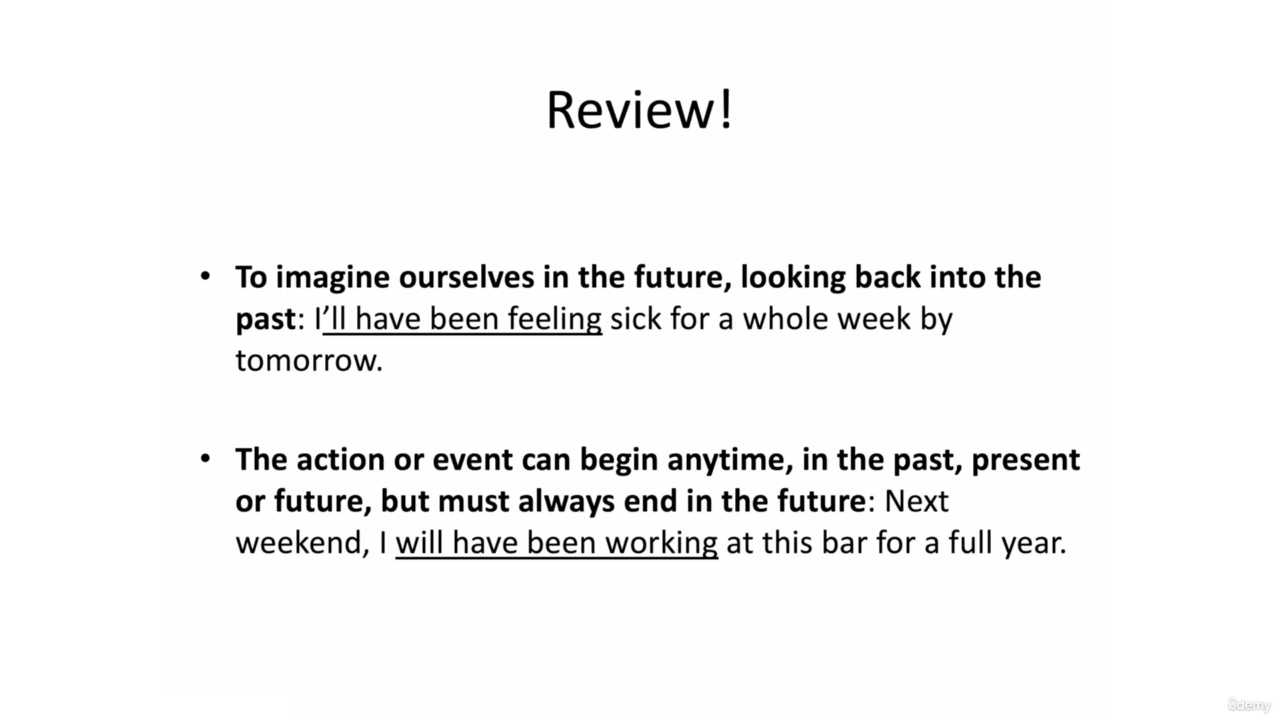 Review!
• To imagine ourselves in the future, looking back into the
past: I’ll have been feeling sick for a whole week by
tomorrow.
• The action or event can begin anytime, in the past, present
or future, but must always end in the future: Next
weekend, I will have been working at this bar for a full year.
ûdemy